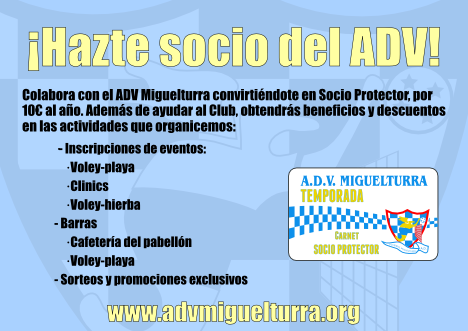 ¡Hazte socio del ADV!
Colabora con el ADV Miguelturra convirtiéndote en Socio Protector, por
10€ al año. Además de ayudar al Club, obtendrás beneficios y descuentos
en las actividades que organicemos:
- Inscripciones de eventos:
·Voley-playa
·Clinics
·Voley-hierba
- Barras
·Cafetería del pabellón
·Voley-playa
- Sorteos y promociones exclusivos
A.D.V. MIGUELTURRA
TEMPORADA
CARNET
SOCIO PROTECTOR
www.advmiguelturra.org